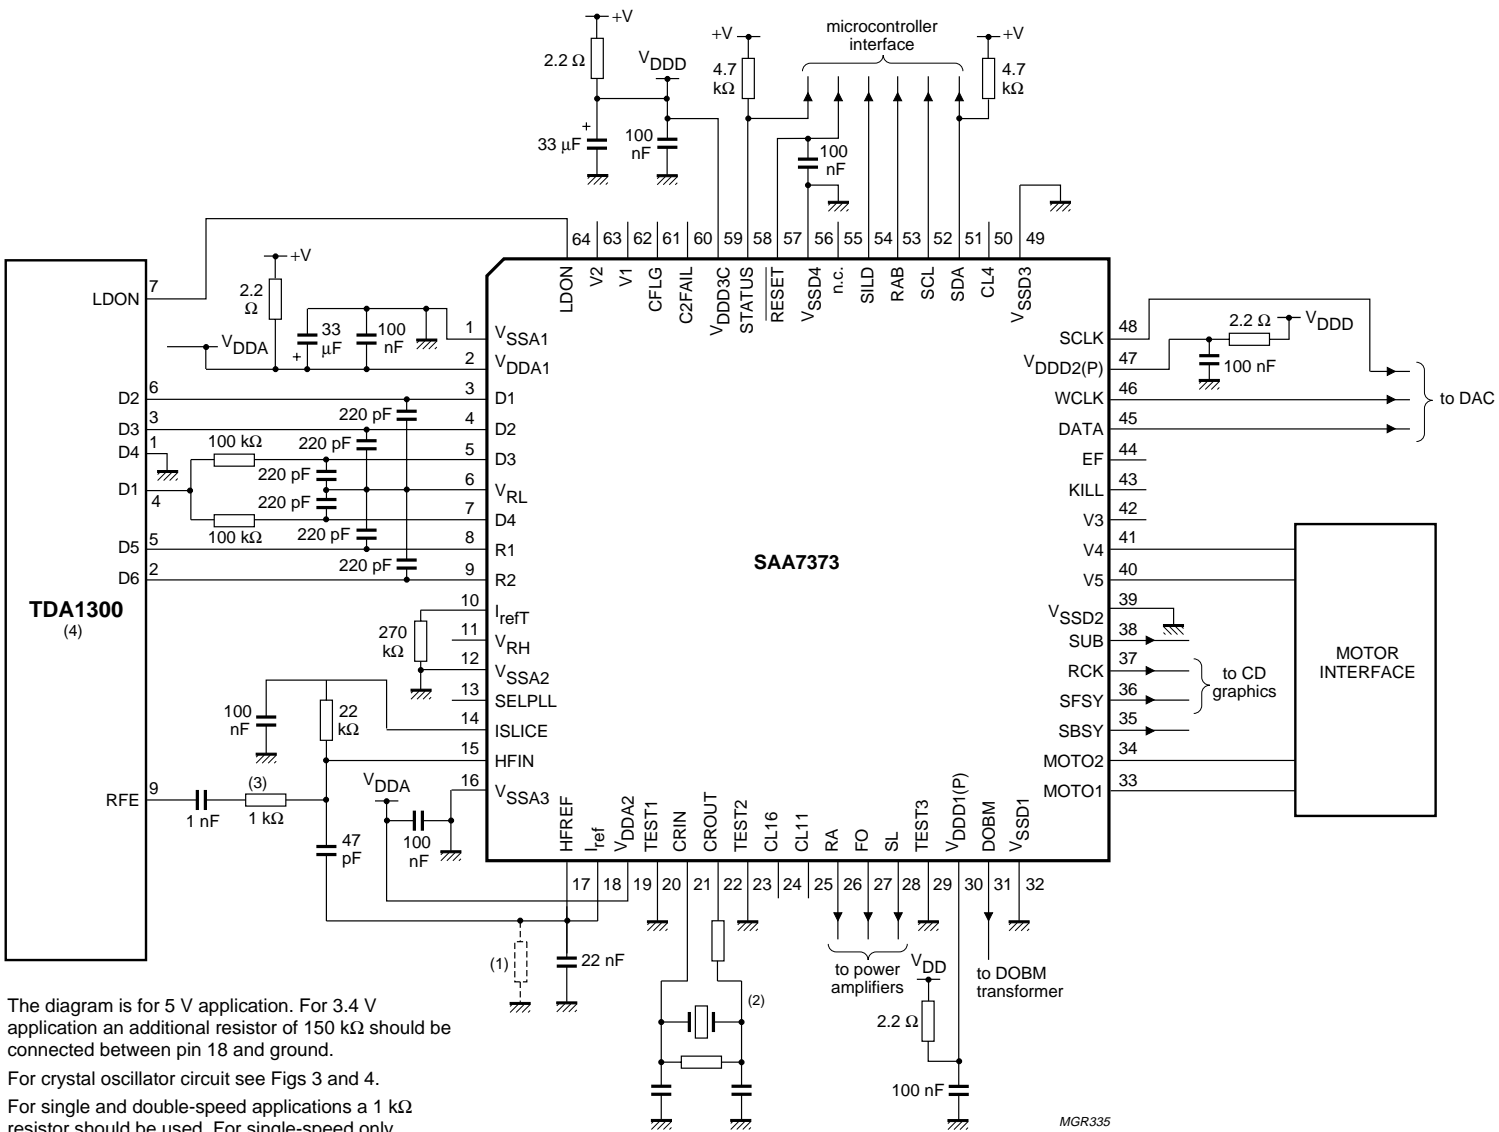 +V
2.2 Ω
VDDD
33 µF
+
100
nF
+V
4.7
kΩ
microcontroller
interface
+V
4.7
kΩ
100
nF
64 63 62 61 60 59 58 57 56 55 54 53 52 51 50 49
LDON V2 V1 CFLG C2FAIL VDDD3C STATUS RESET VSSD4 n.c. SILD RAB SCL SDA CL4 VSSD3
7
LDON
+V
2.2
Ω
VDDA
33
µF
+
100
nF
1 VSSA1
2 VDDA1
D2 6
3 D1
220 pF
D3 3
4 D2
220 pF
D4 1
100 kΩ
5 D3
220 pF
D1
4
6 VRL
220 pF
7 D4
100 kΩ
220 pF
D5 5
8 R1
220 pF
D6 2
9 R2
TDA1300
(4)
10 IrefT
270
kΩ
11 VRH
12 VSSA2
13 SELPLL
14 ISLICE
15 HFIN
16 VSSA3
100
nF
22
kΩ
RFE 9
1 nF
(3)
1 kΩ
47
pF
VDDA
100
nF
SAA7373
SCLK 48
VDDD2(P) 47
2.2 Ω
VDDD
100 nF
WCLK 46
DATA 45
to DAC
EF 44
KILL 43
V3 42
V4 41
V5 40
VSSD2 39
SUB 38
RCK 37
SFSY 36
to CD
graphics
SBSY 35
MOTO2 34
MOTO1 33
MOTOR
INTERFACE
HFREF Iref VDDA2 TEST1 CRIN CROUT TEST2 CL16 CL11 RA FO SL TEST3 VDDD1(P) DOBM VSSD1
17 18 19 20 21 22 23 24 25 26 27 28 29 30 31 32
(1)
22 nF
(2)
to power
amplifiers
VDD
2.2 Ω
100 nF
to DOBM
transformer
The diagram is for 5 V application. For 3.4 V
application an additional resistor of 150 kΩ should be
connected between pin 18 and ground.
For crystal oscillator circuit see Figs 3 and 4.
For single and double-speed applications a 1 kΩ
resistor should be used. For single-speed only
MGR335